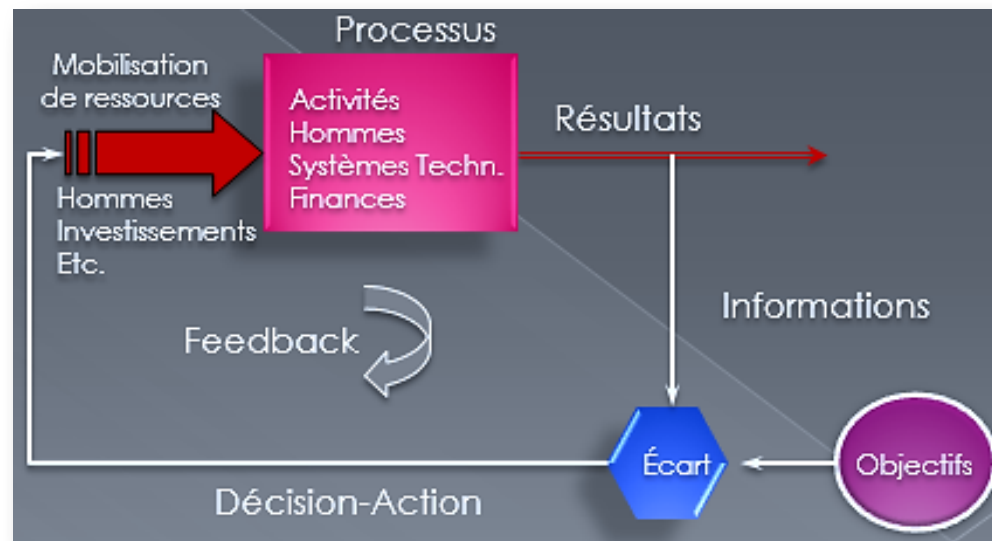 Processus
Mobilisation
de ressources
Activités
Hommes
Systèmes Techn.
Finances
Résultats
Hommes
Investissements
Etc.
Informations
Feedback
Écart
Objectifs
Décision-Action